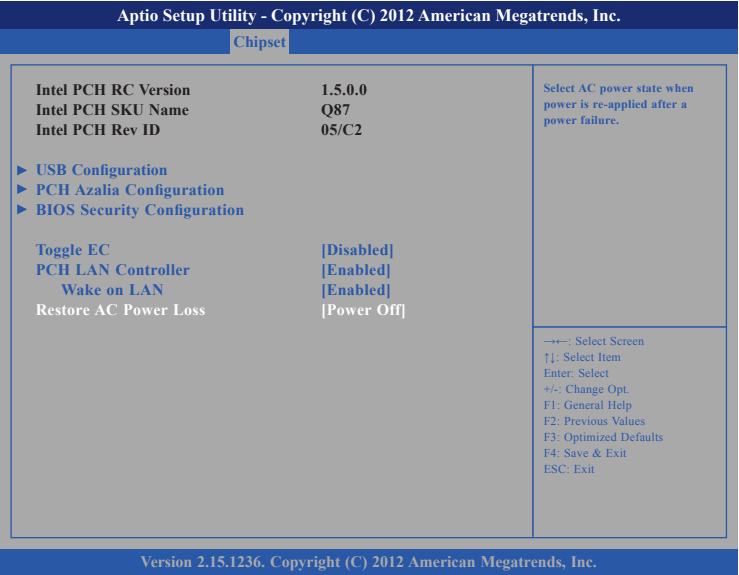 Aptio Setup Utility - Copyright (C) 2012 American Megatrends, Inc.
Chipset
Intel PCH RC Version 1.5.0.0
Intel PCH SKU Name Q87
Intel PCH Rev ID 05/C2
► USB Configuration
► PCH Azalia Configuration
► BIOS Security Configuration
Toggle EC [Disabled]
PCH LAN Controller [Enabled]
Wake on LAN [Enabled]
Restore AC Power Loss [Power Off]
Select AC power state when
power is re-applied after a
power failure.
→←: Select Screen
↑↓: Select Item
Enter: Select
+/-: Change Opt.
F1: General Help
F2: Previous Values
F3: Optimized Defaults
F4: Save & Exit
ESC: Exit
Version 2.15.1236. Copyright (C) 2012 American Megatrends, Inc.